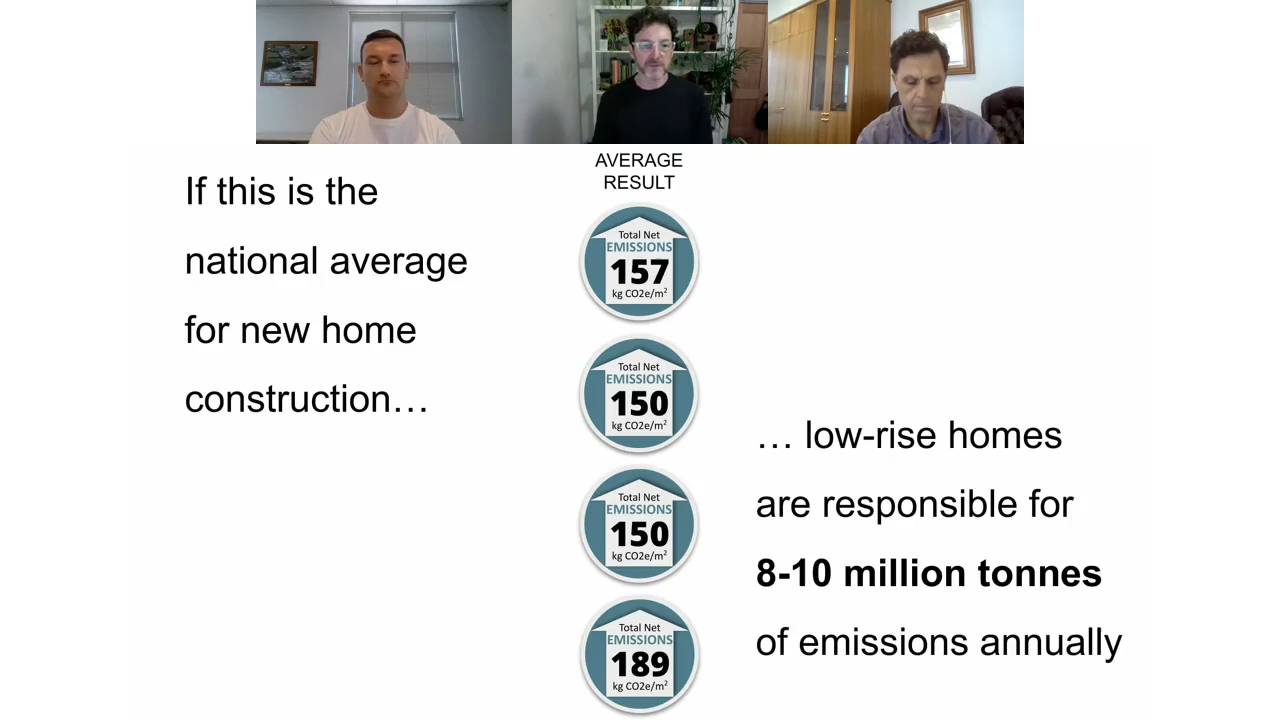 If this is the
national average
for new home
construction…
AVERAGE
RESULT
Total Net
EMISSIONS
157
kg CO2e/m²
Total Net
EMISSIONS
150
kg CO2e/m²
Total Net
EMISSIONS
150
kg CO2e/m²
Total Net
EMISSIONS
189
kg CO2e/m²
… low-rise homes
are responsible for
8-10 million tonnes
of emissions annually